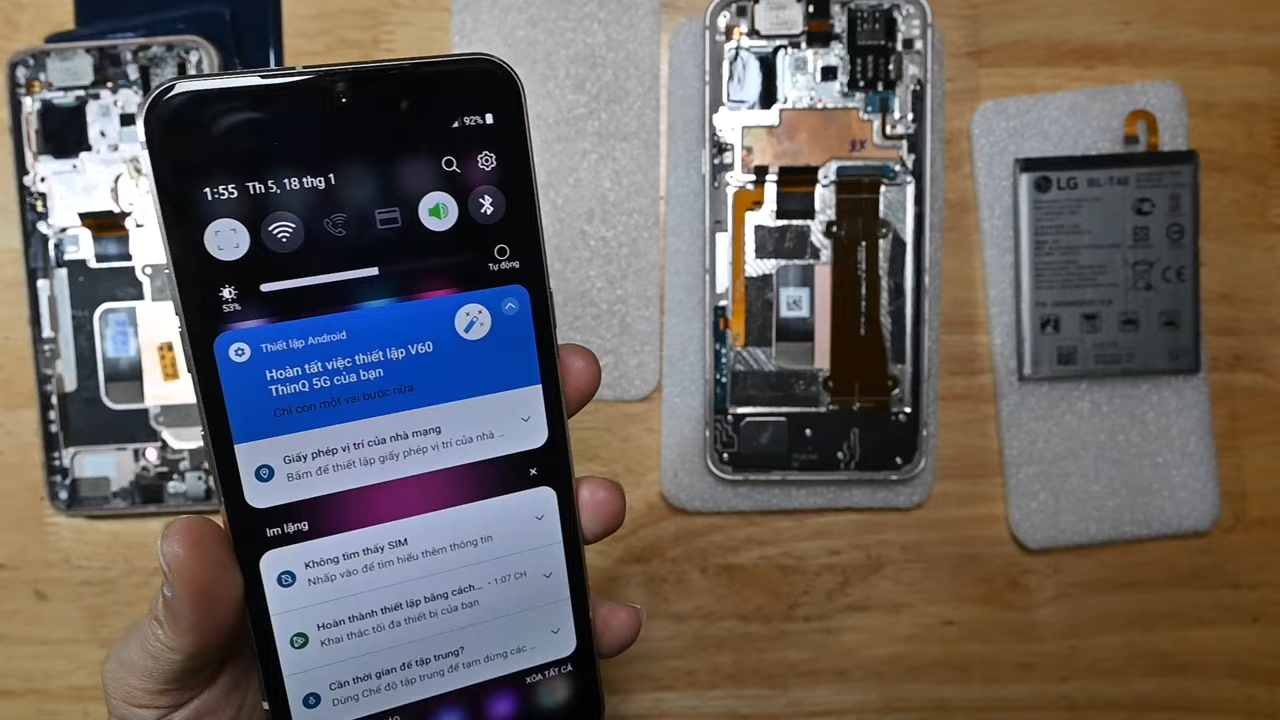 92%
1:55 Th 5, 18 thg 1
Tự động
53%
Thiết lập Android
Hoàn tất việc thiết lập V60
ThinQ 5G của bạn
Chỉ còn một vài bước nữa
Giấy phép vị trí của nhà mạng
Bấm để thiết lập giấy phép vị trí của nhà ...
Im lặng
Không tìm thấy SIM
Nhấp vào để tìm hiểu thêm thông tin
Hoàn thành thiết lập bằng cách... • 1:07 CH
Khai thác tối đa thiết bị của bạn
Cần thời gian để tập trung?
Dùng Chế độ tập trung để tạm dừng các ...
XÓA TẤT CẢ
LG BL-T46
CE